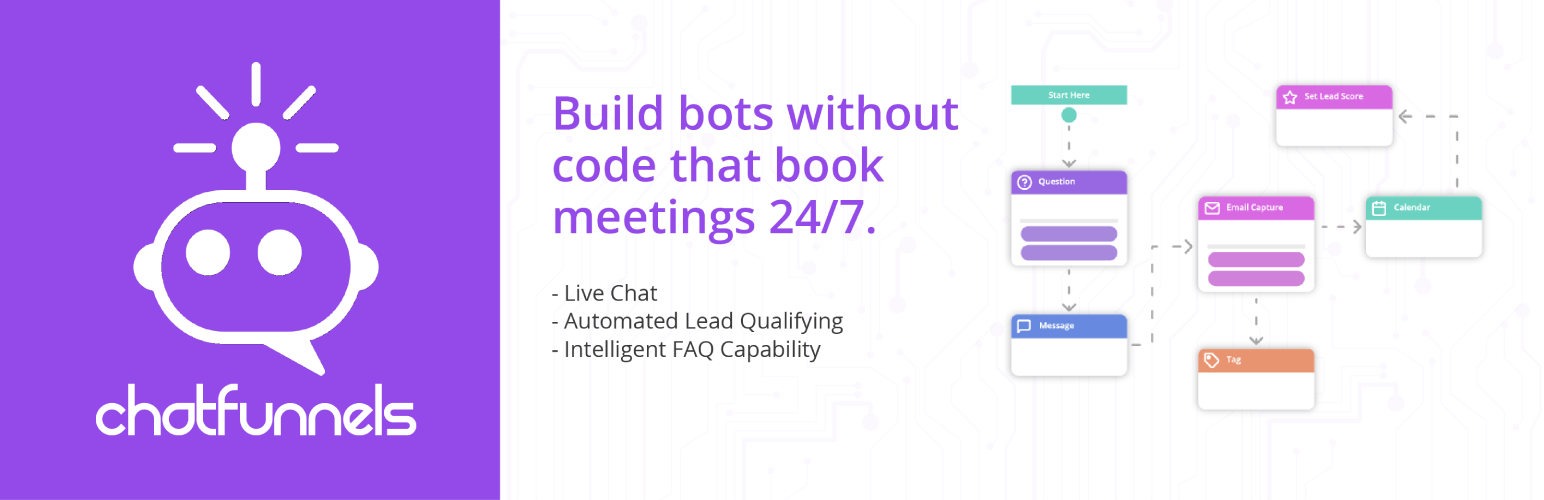 chatfunnels
Build bots without
code that book
meetings 24/7.
- Live Chat
- Automated Lead Qualifying
- Intelligent FAQ Capability
Start Here
Question
Message
Email Capture
Tag
Calendar
Set Lead Score